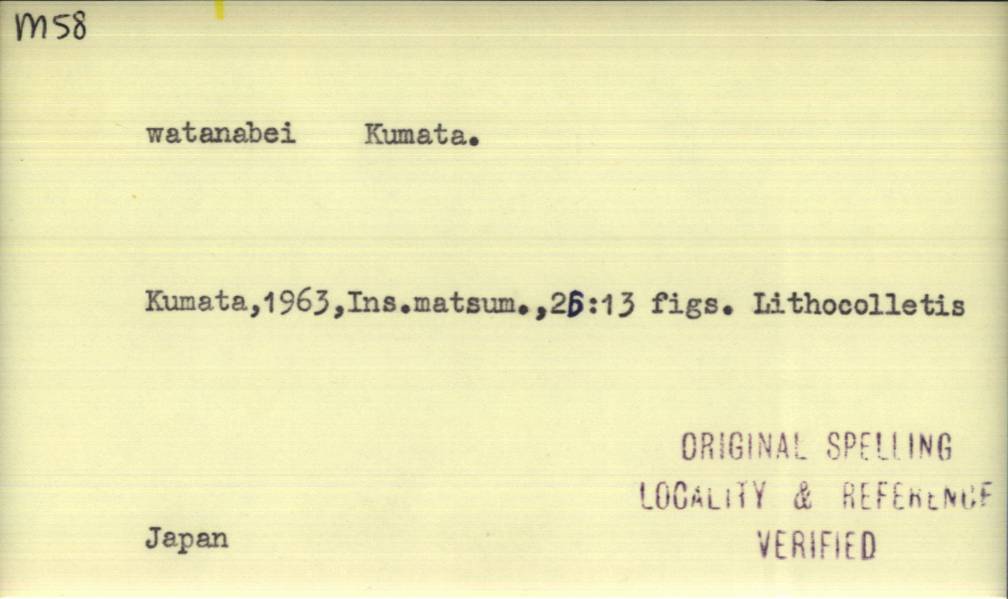 M58
watanabei Kumata.
Kumata,1963,Ins.matsum.,26:13 figs. Lithocolletis
ORIGINAL SPELLING
LOCALITY & REFERENCE
VERIFIED
Japan